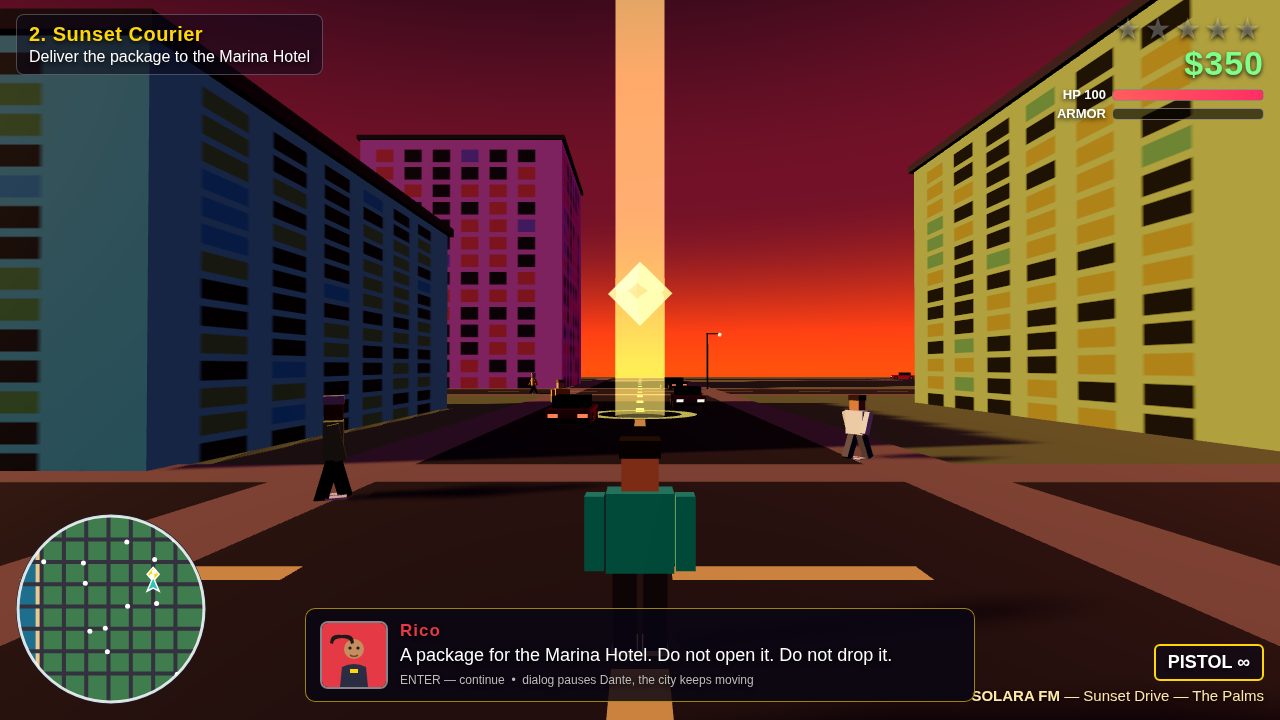 2. Sunset Courier
Deliver the package to the Marina Hotel
$350
HP 100
ARMOR
Rico
A package for the Marina Hotel. Do not open it. Do not drop it.
ENTER — continue • dialog pauses Dante, the city keeps moving
PISTOL ∞
SOLARA FM — Sunset Drive — The Palms